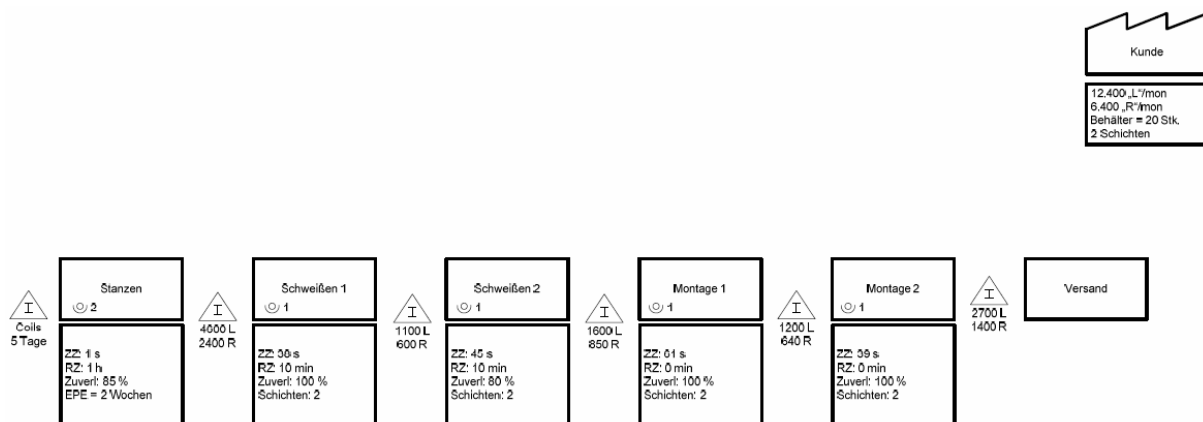 Kunde
12.400 „L“/mon
6.400 „R“/mon
Behälter = 20 Stk.
2 Schichten
I
Coils
5 Tage
Stanzen
2
ZZ: 1 s
RZ: 1 h
Zuverl: 85 %
EPE = 2 Wochen
I
4600 L
2400 R
Schweißen 1
1
ZZ: 38 s
RZ: 10 min
Zuverl: 100 %
Schichten: 2
I
1100 L
600 R
Schweißen 2
1
ZZ: 45 s
RZ: 10 min
Zuverl: 80 %
Schichten: 2
I
1600 L
850 R
Montage 1
1
ZZ: 61 s
RZ: 0 min
Zuverl: 100 %
Schichten: 2
I
1200 L
640 R
Montage 2
1
ZZ: 39 s
RZ: 0 min
Zuverl: 100 %
Schichten: 2
I
2700 L
1400 R
Versand